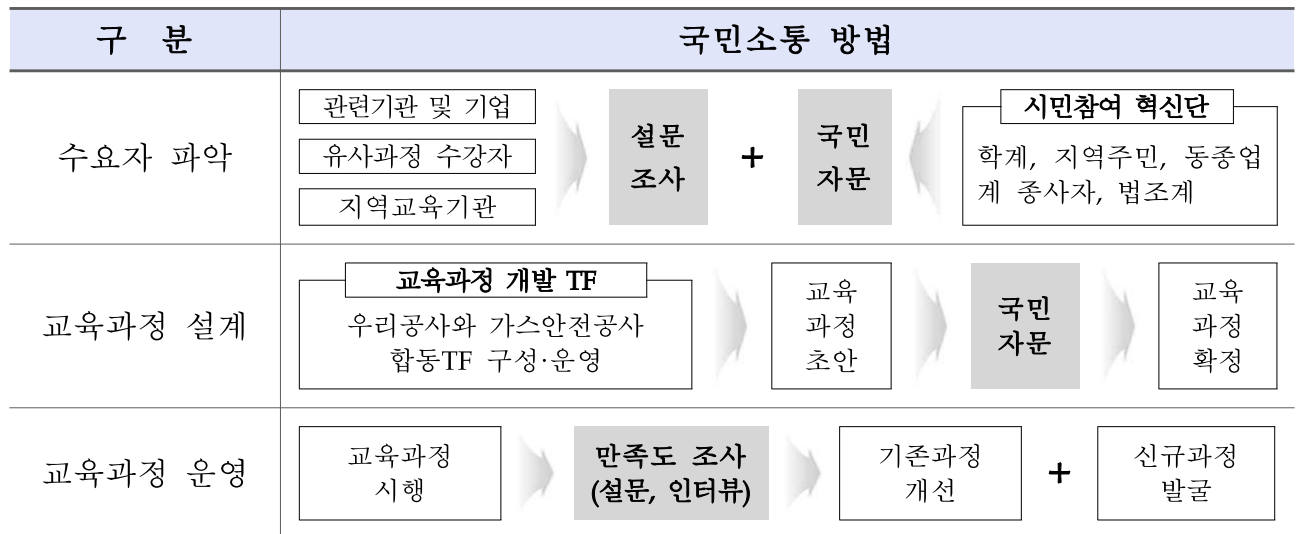 구 분
국민소통 방법
수요자 파악
관련기관 및 기업
유사과정 수강자
지역교육기관
설문
조사
+
국민
자문
시민참여 혁신단
학계, 지역주민, 동종업
계 종사자, 법조계
교육과정 설계
교육과정 개발 TF
우리공사와 가스안전공사
합동TF 구성·운영
교육
과정
초안
국민
자문
교육
과정
확정
교육과정 운영
교육과정
시행
만족도 조사
(설문, 인터뷰)
기존과정
개선
+
신규과정
발굴